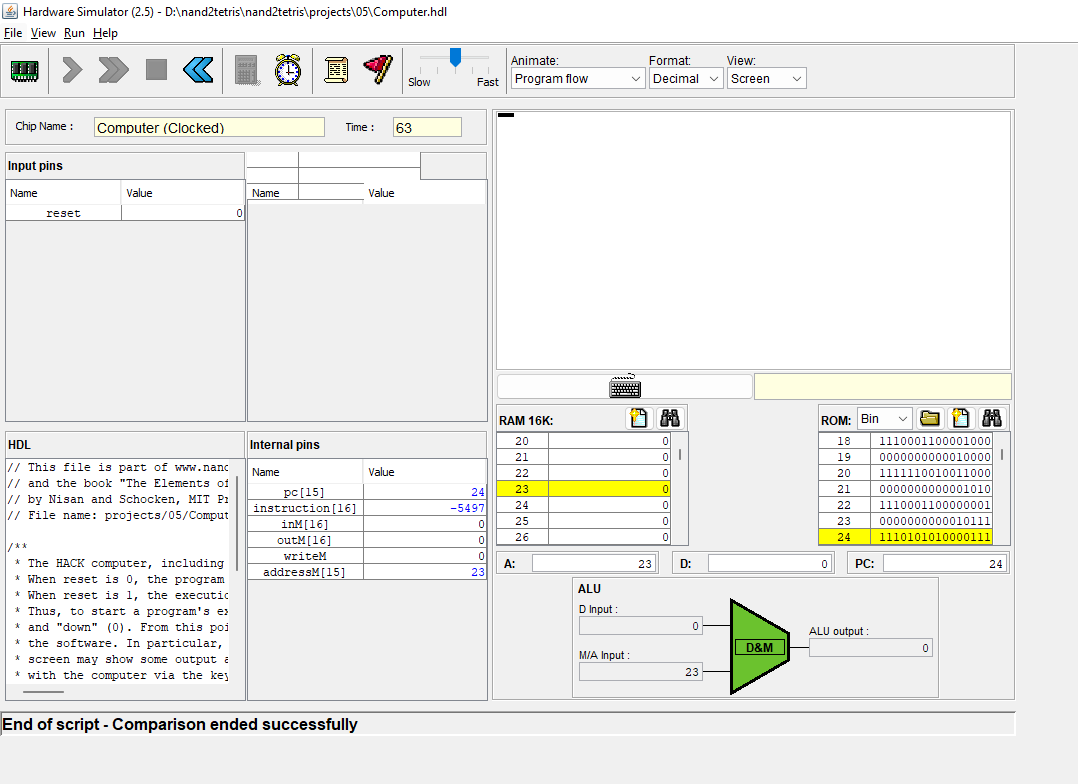 Hardware Simulator (2.5) - D:\nand2tetris\nand2tetris\projects\05\Computer.hdl
File View Run Help
Slow Fast
Animate: Format: View:
Program flow Decimal Screen
Chip Name : Computer (Clocked) Time : 63
Input pins
Name Value Name Value
reset 0
HDL
// This file is part of www.nand
// and the book "The Elements of
// by Nisan and Schocken, MIT Pr
// File name: projects/05/Comput
/**
* The HACK computer, including
* When reset is 0, the program
* When reset is 1, the executio
* Thus, to start a program's ex
* and "down" (0). From this poi
* the software. In particular,
* screen may show some output a
* with the computer via the key
Internal pins
Name Value
pc[15] 24
instruction[16] -5497
inM[16] 0
outM[16] 0
writeM 0
addressM[15] 23
RAM 16K:
20 0
21 0
22 0
23 0
24 0
25 0
26 0
ROM: Bin
18 1110001100001000
19 0000000000010000
20 1111110010011000
21 0000000000001010
22 1110001100000001
23 0000000000010111
24 1110101010000111
A: 23 D: 0 PC: 24
ALU
D Input :
0
M/A Input :
23
D&M
ALU output :
0
End of script - Comparison ended successfully